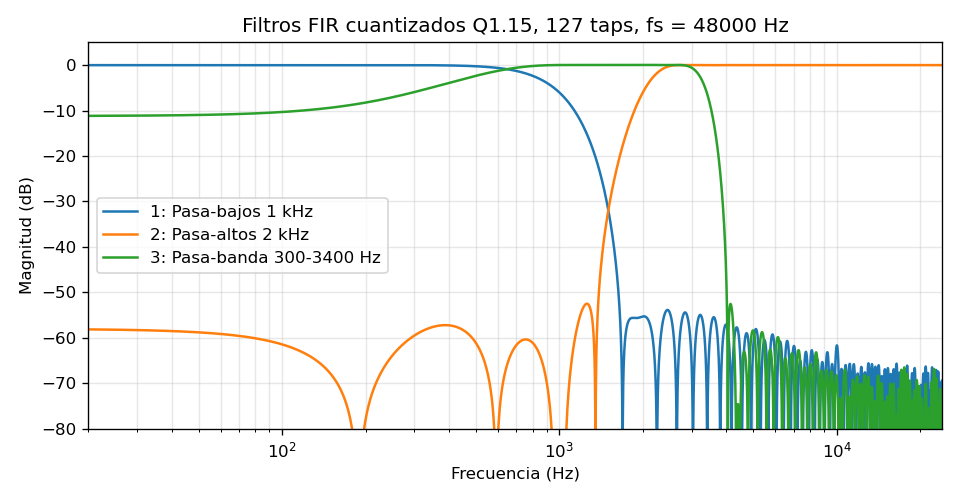 Filtros FIR cuantizados Q1.15, 127 taps, fs = 48000 Hz
Magnitud (dB)
0
−10
−20
−30
−40
−50
−60
−70
−80
1: Pasa-bajos 1 kHz
2: Pasa-altos 2 kHz
3: Pasa-banda 300-3400 Hz
10²
10³
10⁴
Frecuencia (Hz)